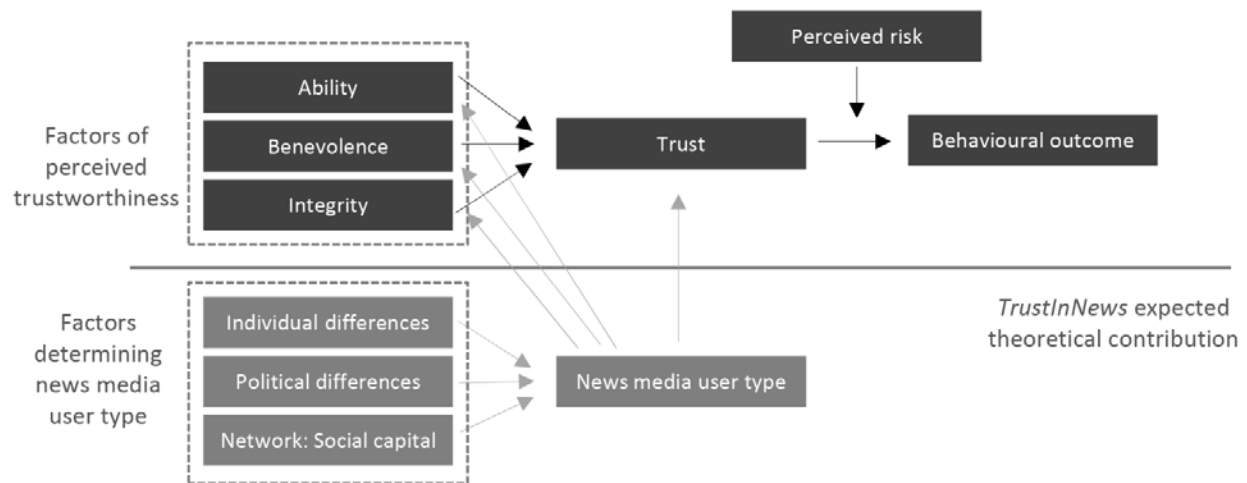 Perceived risk
Ability
Factors of
perceived
trustworthiness
Benevolence
Trust
Behavioural outcome
Integrity
Individual differences
TrustInNews expected
theoretical contribution
Factors
determining
news media
user type
Political differences
News media user type
Network: Social capital